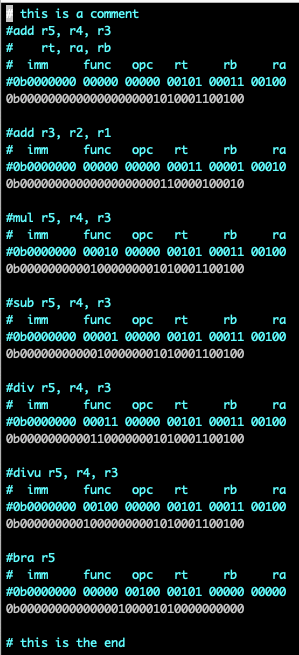 # this is a comment
#add r5, r4, r3
#    rt, ra, rb
#  imm     func   opc   rt     rb     ra
#0b0000000 00000 00000 00101 00011 00100
0b00000000000000000001010001100100

#add r3, r2, r1
#  imm     func   opc   rt     rb     ra
#0b0000000 00000 00000 00011 00001 00010
0b00000000000000000000110000100010

#mul r5, r4, r3
#  imm     func   opc   rt     rb     ra
#0b0000000 00010 00000 00101 00011 00100
0b00000000001000000001010001100100

#sub r5, r4, r3
#  imm     func   opc   rt     rb     ra
#0b0000000 00001 00000 00101 00011 00100
0b00000000000100000001010001100100

#div r5, r4, r3
#  imm     func   opc   rt     rb     ra
#0b0000000 00011 00000 00101 00011 00100
0b00000000001100000001010001100100

#divu r5, r4, r3
#  imm     func   opc   rt     rb     ra
#0b0000000 00100 00000 00101 00011 00100
0b00000000010000000001010001100100

#bra r5
#  imm     func   opc   rt     rb     ra
#0b0000000 00000 00100 00101 00000 00000
0b00000000000000100001010000000000

# this is the end